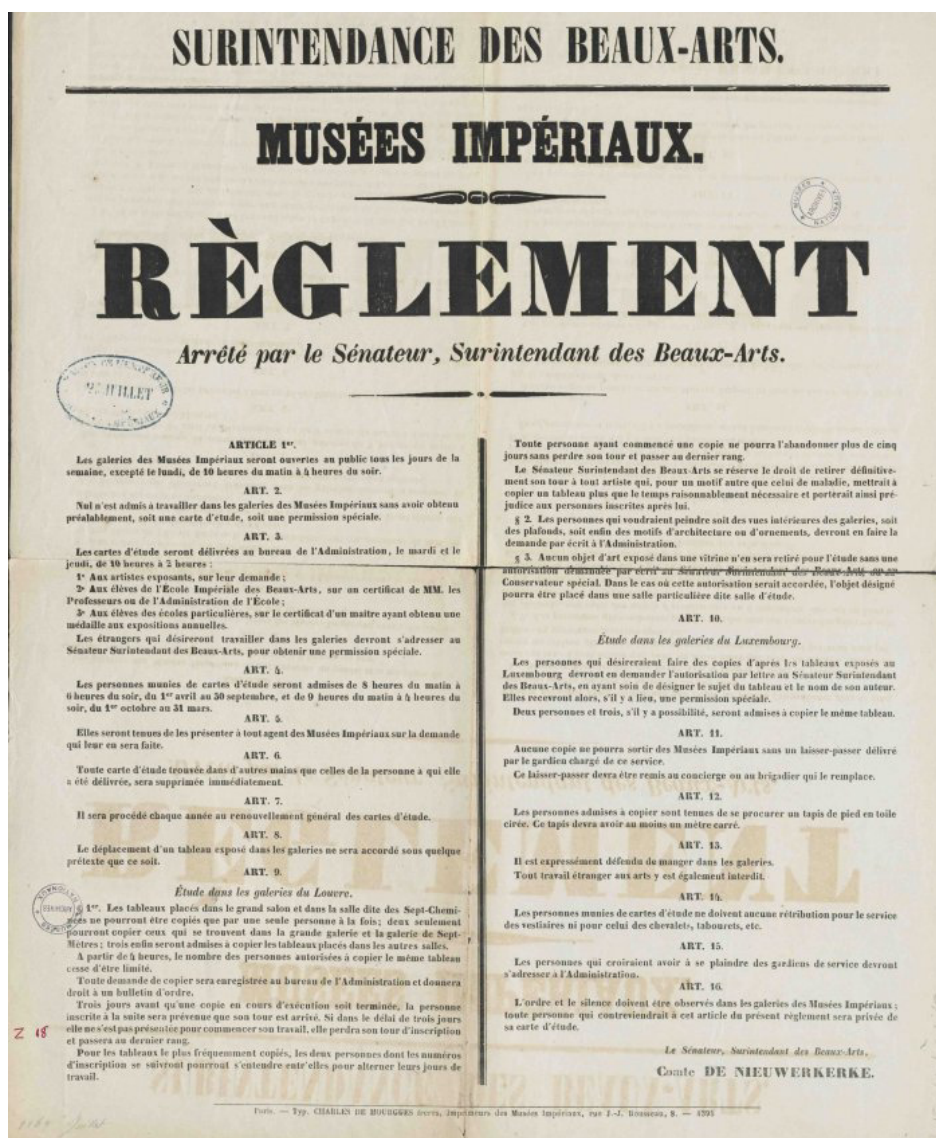 SURINTENDANCE DES BEAUX-ARTS.
MUSÉES IMPÉRIAUX.
RÈGLEMENT
Arrêté par le Sénateur, Surintendant des Beaux-Arts.
JUILLET
ARTICLE 1er.
Les galeries des Musées Impériaux seront ouvertes au public tous les jours de la
semaine, excepté le lundi, de 10 heures du matin à 4 heures du soir.
ART. 2.
Nul n'est admis à travailler dans les galeries des Musées Impériaux sans avoir obtenu
préalablement, soit une carte d'étude, soit une permission spéciale.
ART. 3.
Les cartes d'étude seront délivrées au bureau de l'Administration, le mardi et le
jeudi, de 10 heures à 2 heures :
1° Aux artistes exposants, sur leur demande ;
2° Aux élèves de l'École Impériale des Beaux-Arts, sur un certificat de MM. les
Professeurs ou de l'Administration de l'École ;
3° Aux élèves des écoles particulières, sur le certificat d'un maître ayant obtenu une
médaille aux expositions annuelles.
Les étrangers qui désireront travailler dans les galeries devront s'adresser au
Sénateur Surintendant des Beaux-Arts, pour obtenir une permission spéciale.
ART. 4.
Les personnes munies de cartes d'étude seront admises de 8 heures du matin à
6 heures du soir, du 1er avril au 30 septembre, et de 9 heures du matin à 4 heures du
soir, du 1er octobre au 31 mars.
ART. 5.
Elles seront tenues de les présenter à tout agent des Musées Impériaux sur la demande
qui leur en sera faite.
ART. 6.
Toute carte d'étude trouvée dans d'autres mains que celles de la personne à qui elle
a été délivrée, sera supprimée immédiatement.
ART. 7.
Il sera procédé chaque année au renouvellement général des cartes d'étude.
ART. 8.
Le déplacement d'un tableau exposé dans les galeries ne sera accordé sous quelque
prétexte que ce soit.
ART. 9.
Étude dans les galeries du Louvre.
1er. Les tableaux placés dans le grand salon et dans la salle dite des Sept-Chemi-
nées ne pourront être copiés que par une seule personne à la fois ; deux seulement
pourront copier ceux qui se trouvent dans la grande galerie et la galerie de Sept-
Mètres ; trois enfin seront admises à copier les tableaux placés dans les autres salles.
A partir de 4 heures, le nombre des personnes autorisées à copier le même tableau
cesse d'être limité.
Toute demande de copier sera enregistrée au bureau de l'Administration et donnera
droit à un bulletin d'ordre.
Trois jours avant qu'une copie en cours d'exécution soit terminée, la personne
inscrite à la suite sera prévenue que son tour est arrivé. Si dans le délai de trois jours
elle ne s'est pas présentée pour commencer son travail, elle perdra son tour d'inscription
et passera au dernier rang.
Pour les tableaux le plus fréquemment copiés, les deux personnes dont les numéros
d'inscription se suivront pourront s'entendre entr'elles pour alterner leurs jours de
travail.
Z 18
Toute personne ayant commencé une copie ne pourra l'abandonner plus de cinq
jours sans perdre son tour et passer au dernier rang.
Le Sénateur Surintendant des Beaux-Arts se réserve le droit de retirer définitive-
ment son tour à tout artiste qui, pour un motif autre que celui de maladie, mettrait à
copier un tableau plus que le temps raisonnablement nécessaire et porterait ainsi pré-
judice aux personnes inscrites après lui.
§ 2. Les personnes qui voudraient peindre soit des vues intérieures des galeries, soit
des plafonds, soit enfin des motifs d'architecture ou d'ornements, devront en faire la
demande par écrit à l'Administration.
§ 3. Aucun objet d'art exposé dans une vitrine n'en sera retiré pour l'étude sans une
autorisation demandée par écrit au Sénateur Surintendant des Beaux-Arts, ou au
Conservateur spécial. Dans le cas où cette autorisation serait accordée, l'objet désigné
pourra être placé dans une salle particulière dite salle d'étude.
ART. 10.
Étude dans les galeries du Luxembourg.
Les personnes qui désireraient faire des copies d'après les tableaux exposés au
Luxembourg devront en demander l'autorisation par lettre au Sénateur Surintendant
des Beaux-Arts, en ayant soin de désigner le sujet du tableau et le nom de son auteur.
Elles recevront alors, s'il y a lieu, une permission spéciale.
Deux personnes et trois, s'il y a possibilité, seront admises à copier le même tableau.
ART. 11.
Aucune copie ne pourra sortir des Musées Impériaux sans un laisser-passer délivré
par le gardien chargé de ce service.
Ce laisser-passer devra être remis au concierge ou au brigadier qui le remplace.
ART. 12.
Les personnes admises à copier sont tenues de se procurer un tapis de pied en toile
cirée. Ce tapis devra avoir au moins un mètre carré.
ART. 13.
Il est expressément défendu de manger dans les galeries.
Tout travail étranger aux arts y est également interdit.
ART. 14.
Les personnes munies de cartes d'étude ne doivent aucune rétribution pour le service
des vestiaires ni pour celui des chevalets, tabourets, etc.
ART. 15.
Les personnes qui croiraient avoir à se plaindre des gardiens de service devront
s'adresser à l'Administration.
ART. 16.
L'ordre et le silence doivent être observés dans les galeries des Musées Impériaux ;
toute personne qui contreviendrait à cet article du présent règlement sera privée de
sa carte d'étude.
Le Sénateur, Surintendant des Beaux-Arts,
Comte DE NIEUWERKERKE.
Paris. — Typ. CHARLES DE MOURGUES frères, Imprimeurs des Musées Impériaux, rue J.-J. Rousseau, 8. — 4393